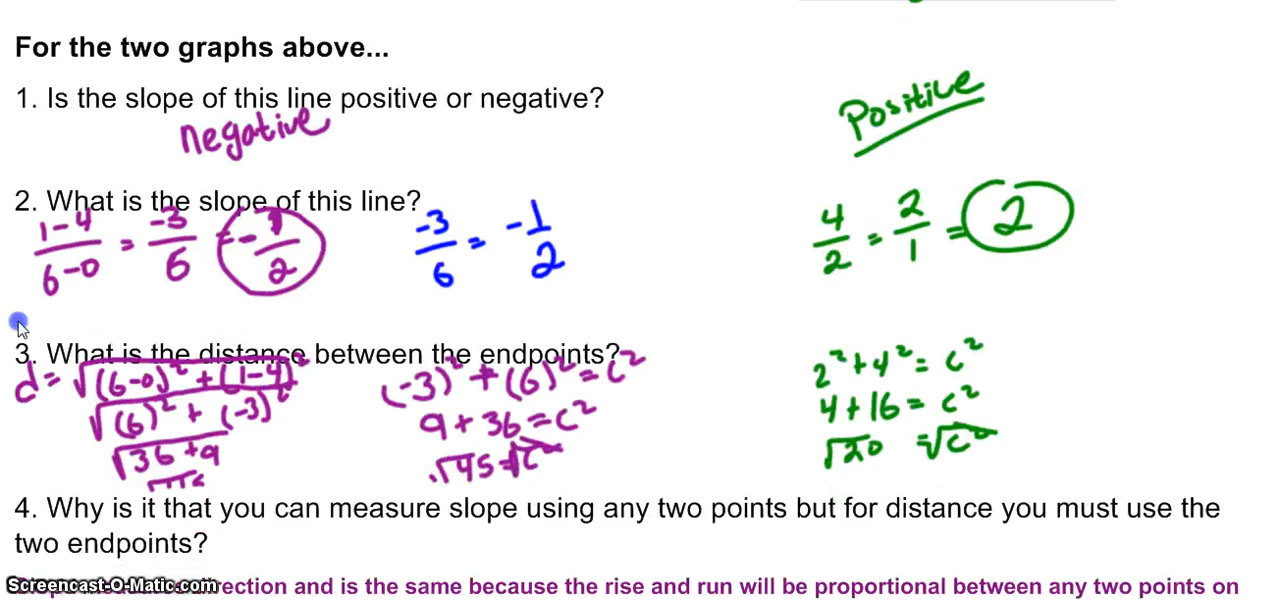 For the two graphs above...
1. Is the slope of this line positive or negative?
negative
Positive
2. What is the slope of this line?
1-4/6-0 = -3/6 = -1/2
-3/6 = -1/2
4/2 = 2/1 = 2
3. What is the distance between the endpoints?
d = √(6-0)² + (1-4)²
√(6)² + (-3)²
√36 + 9
(-3)² + (6)² = c²
9 + 36 = c²
√45 = √c²
2² + 4² = c²
4 + 16 = c²
√20 = √c²
4. Why is it that you can measure slope using any two points but for distance you must use the
two endpoints?
rection and is the same because the rise and run will be proportional between any two points on
Screencast-O-Matic.com